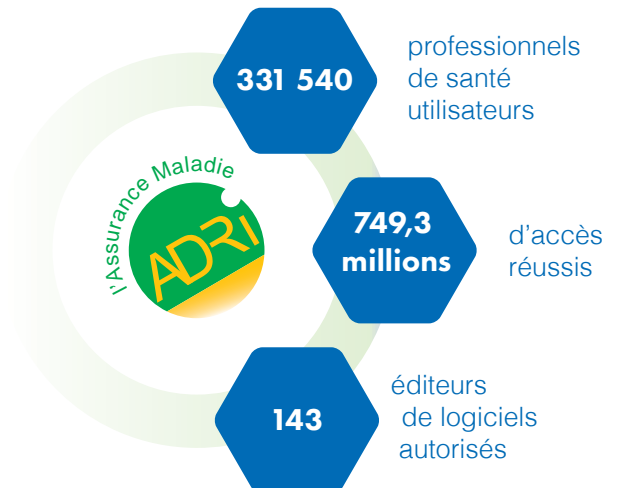 331 540
professionnels
de santé
utilisateurs
l'Assurance Maladie
ADRi
749,3
millions
d'accès
réussis
143
éditeurs
de logiciels
autorisés